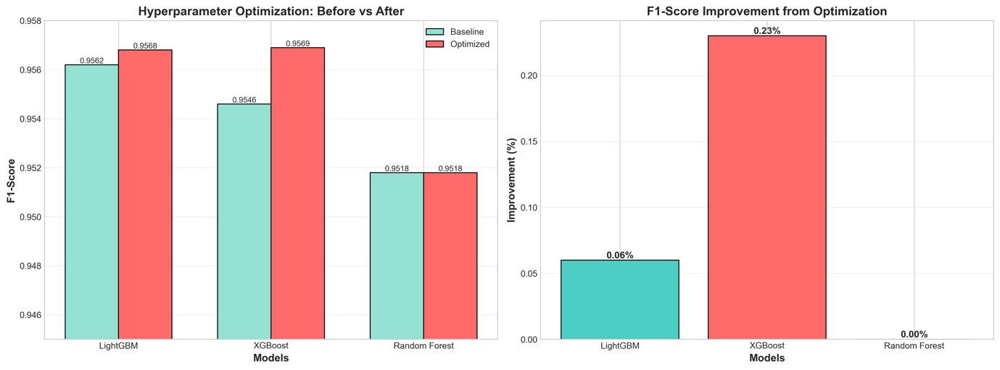 Hyperparameter Optimization: Before vs After
F1-Score
0.958
0.956
0.954
0.952
0.950
0.948
0.946
Baseline
Optimized
0.9562
0.9568
0.9546
0.9569
0.9518
0.9518
LightGBM
XGBoost
Random Forest
Models
F1-Score Improvement from Optimization
Improvement (%)
0.20
0.15
0.10
0.05
0.00
0.06%
0.23%
0.00%
LightGBM
XGBoost
Random Forest
Models